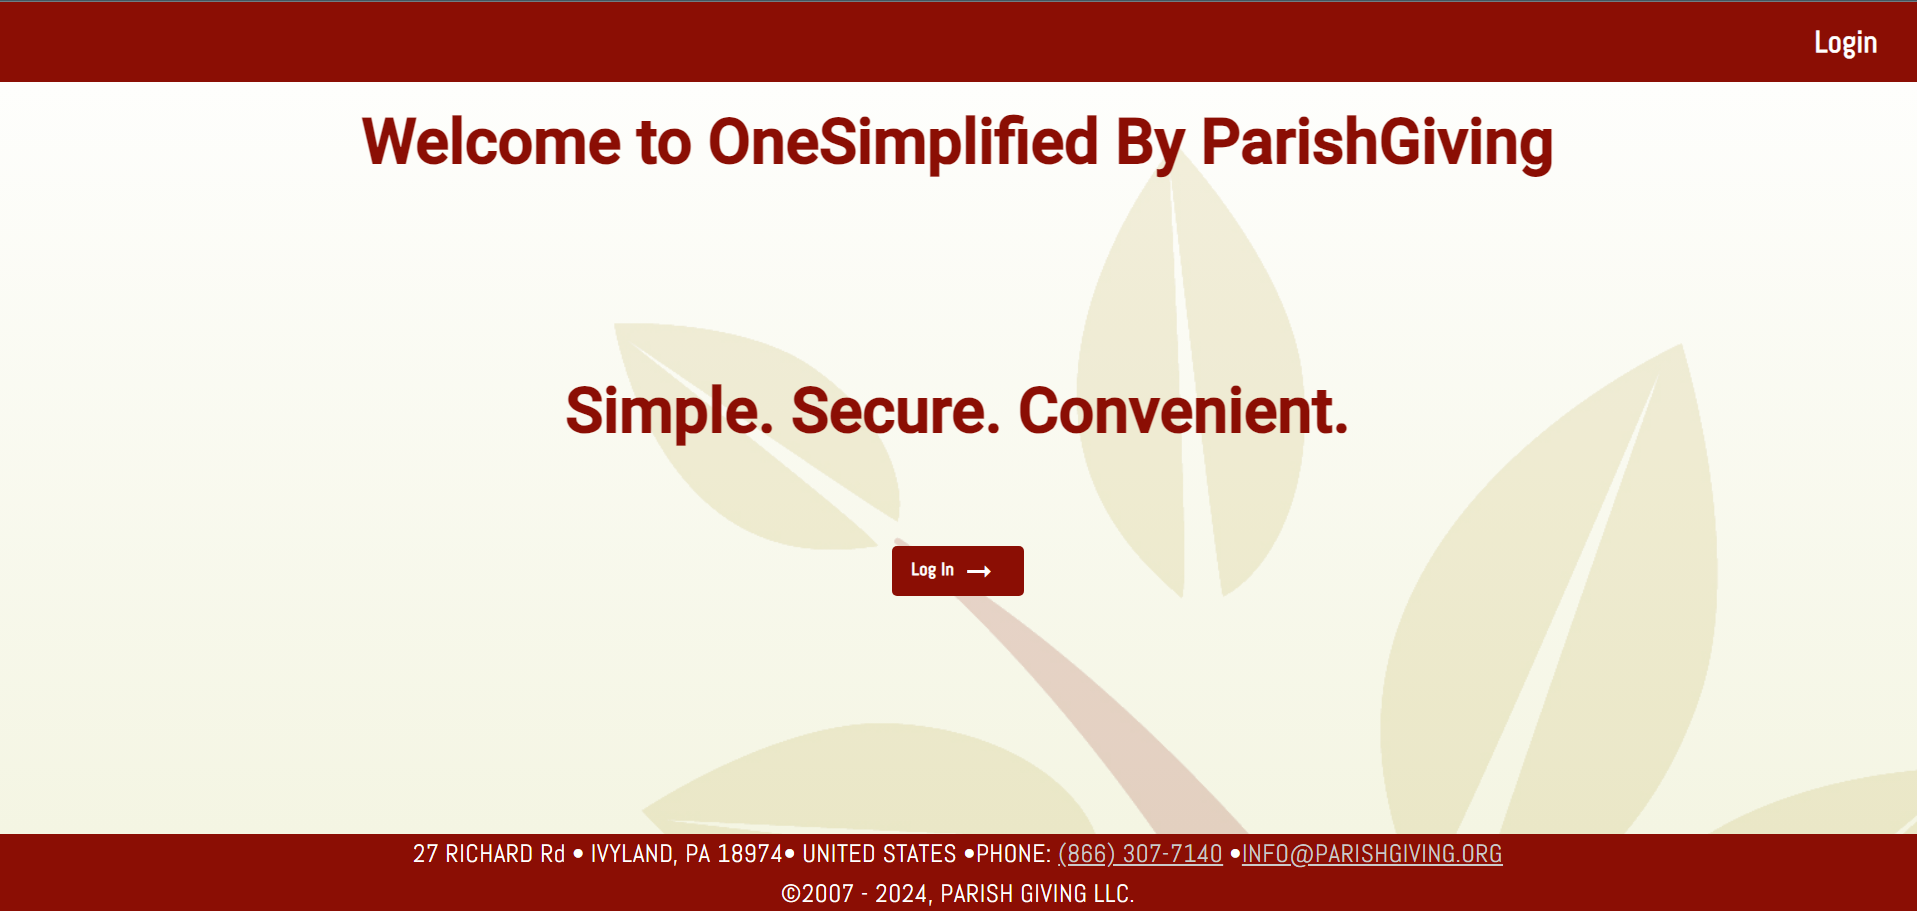 Login
Welcome to OneSimplified By ParishGiving
Simple. Secure. Convenient.
Log In →
27 RICHARD Rd • IVYLAND, PA 18974• UNITED STATES •PHONE: (866) 307-7140 •INFO@PARISHGIVING.ORG
©2007 - 2024, PARISH GIVING LLC.